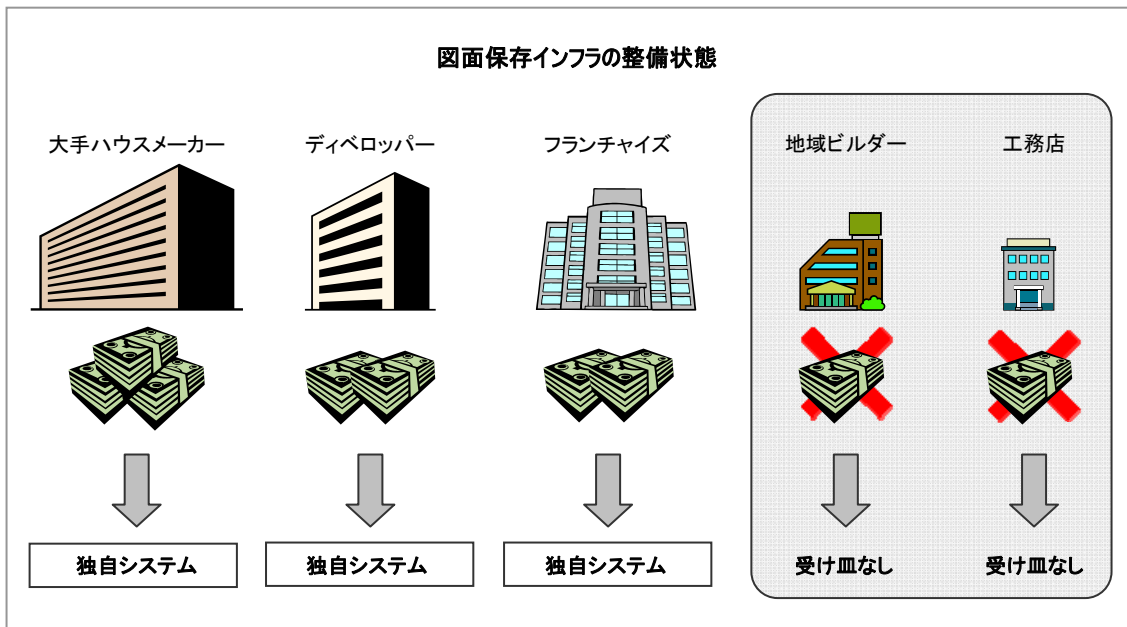 図面保存インフラの整備状態
大手ハウスメーカー
ディベロッパー
フランチャイズ
地域ビルダー
工務店
独自システム
独自システム
独自システム
受け皿なし
受け皿なし